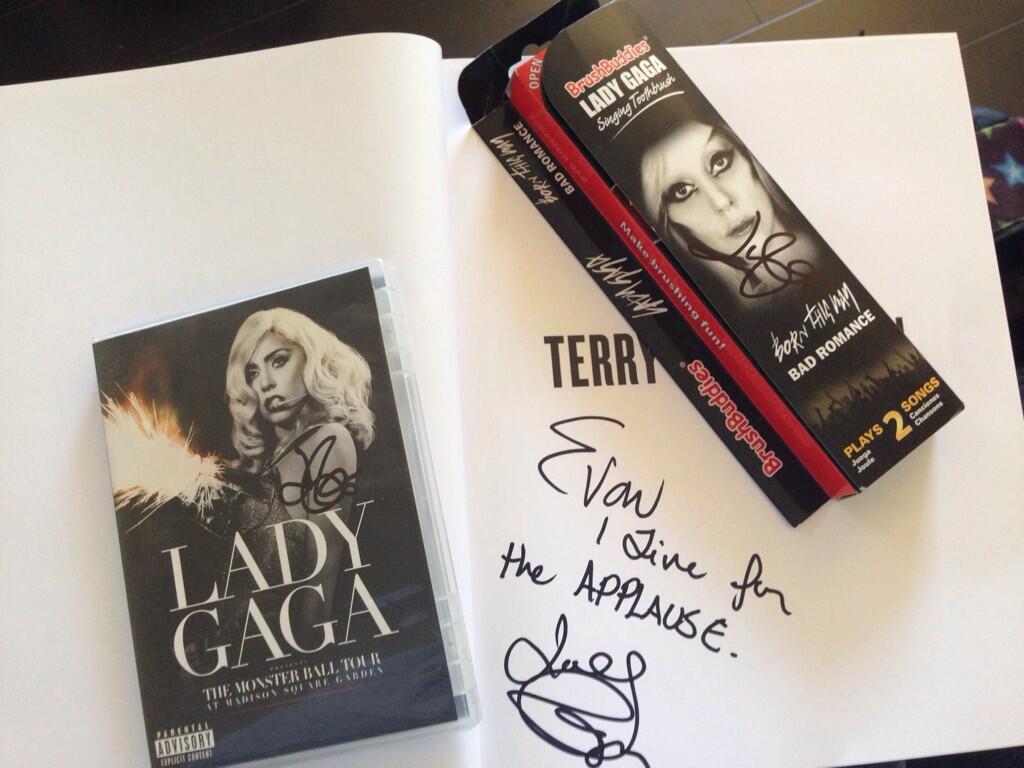 LADY
GAGA
PRESENTS
THE MONSTER BALL TOUR
AT MADISON SQUARE GARDEN
PARENTAL
ADVISORY
EXPLICIT CONTENT
OPEN
BrushBuddies®
LADY GAGA
Singing Toothbrush
BORN THIS WAY
BAD ROMANCE
PLAYS 2 SONGS
Juega Canciones
Joue Chansons
Make brushing fun!
BORN THIS WAY
BAD ROMANCE
LADY GAGA
BrushBuddies
TERRY
Evan
I Live for
the APPLAUSE.